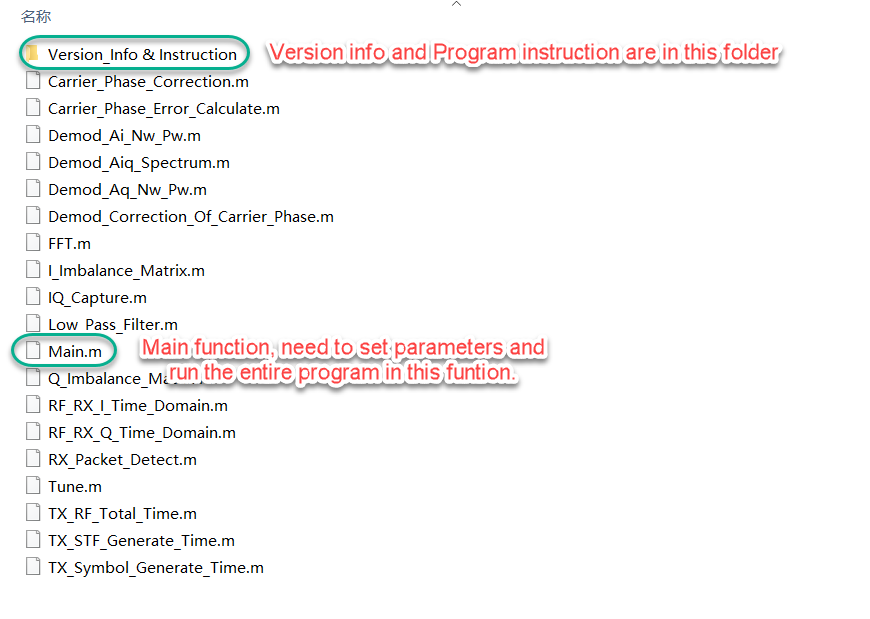 名称
Version_Info & Instruction
Version info and Program instruction are in this folder
Carrier_Phase_Correction.m
Carrier_Phase_Error_Calculate.m
Demod_Ai_Nw_Pw.m
Demod_Aiq_Spectrum.m
Demod_Aq_Nw_Pw.m
Demod_Correction_Of_Carrier_Phase.m
FFT.m
I_Imbalance_Matrix.m
IQ_Capture.m
Low_Pass_Filter.m
Main.m
Main function, need to set parameters and
run the entire program in this funtion.
Q_Imbalance_Ma
RF_RX_I_Time_Domain.m
RF_RX_Q_Time_Domain.m
RX_Packet_Detect.m
Tune.m
TX_RF_Total_Time.m
TX_STF_Generate_Time.m
TX_Symbol_Generate_Time.m